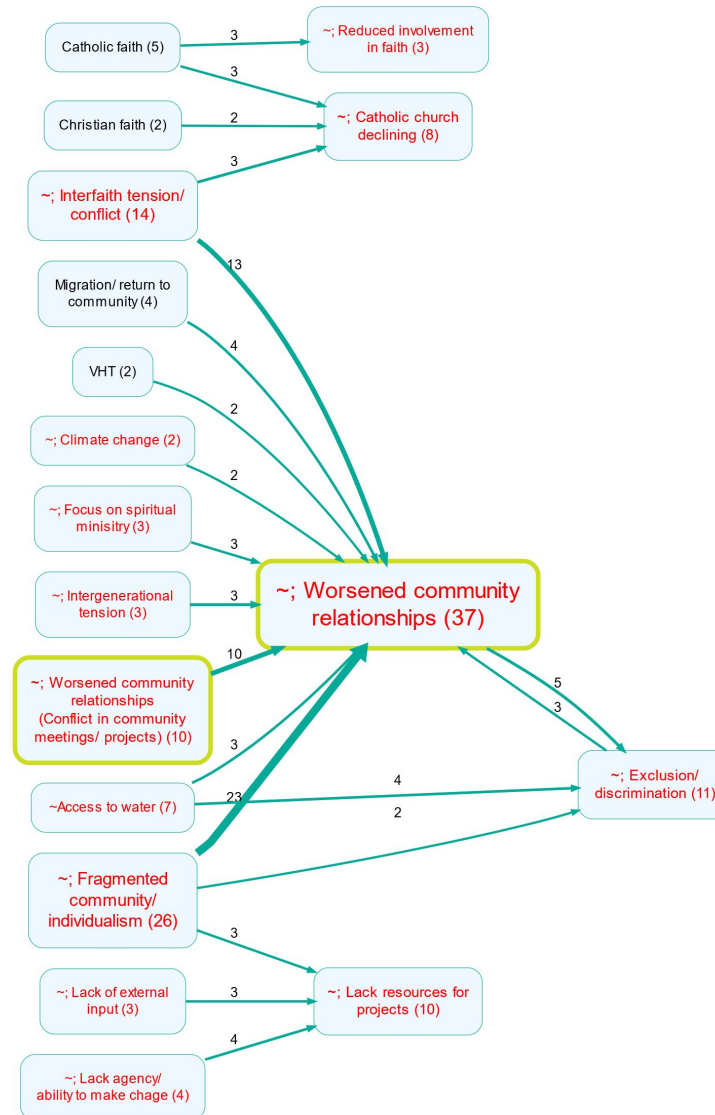 Catholic faith (5)
3
~; Reduced involvement
in faith (3)
3
Christian faith (2)
2
~; Catholic church
declining (8)
3
~; Interfaith tension/
conflict (14)
13
Migration/ return to
community (4)
4
VHT (2)
2
~; Climate change (2)
2
~; Focus on spiritual
minisitry (3)
3
~; Intergenerational
tension (3)
3
~; Worsened community
relationships (37)
~; Worsened community
relationships
(Conflict in community
meetings/ projects) (10)
10
5
3
~; Exclusion/
discrimination (11)
~Access to water (7)
3
4
23
2
~; Fragmented
community/
individualism (26)
3
~; Lack of external
input (3)
3
~; Lack resources for
projects (10)
4
~; Lack agency/
ability to make chage (4)